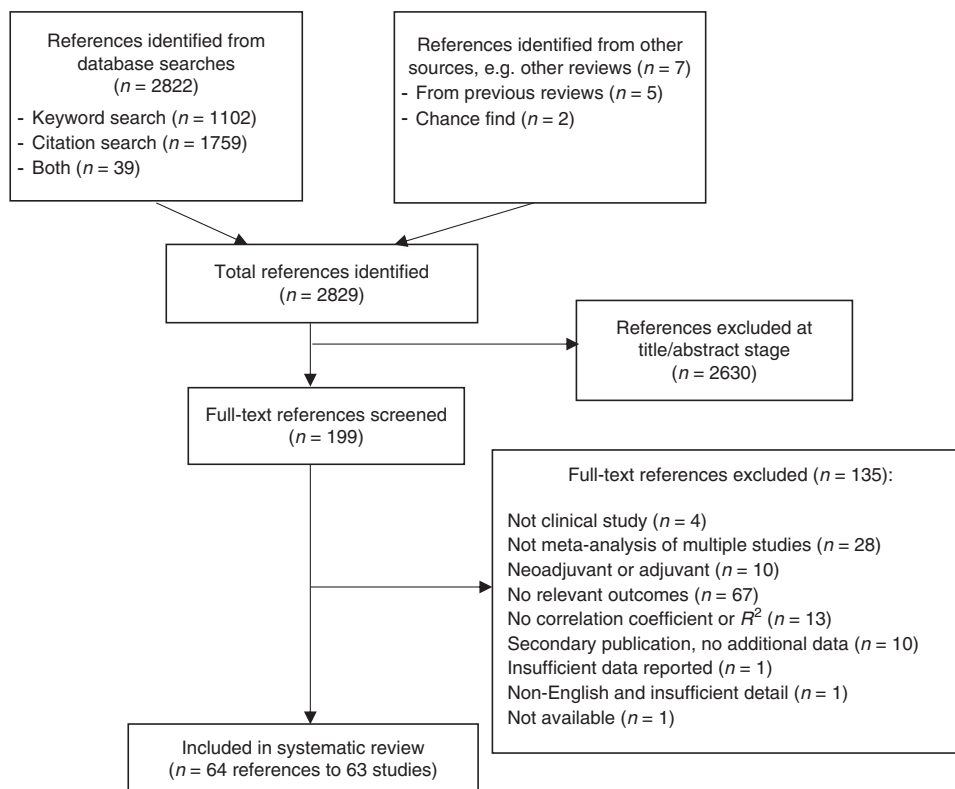 References identified from
database searches
(n = 2822)
- Keyword search (n = 1102)
- Citation search (n = 1759)
- Both (n = 39)
References identified from other
sources, e.g. other reviews (n = 7)
- From previous reviews (n = 5)
- Chance find (n = 2)
Total references identified
(n = 2829)
References excluded at
title/abstract stage
(n = 2630)
Full-text references screened
(n = 199)
Full-text references excluded (n = 135):
Not clinical study (n = 4)
Not meta-analysis of multiple studies (n = 28)
Neoadjuvant or adjuvant (n = 10)
No relevant outcomes (n = 67)
No correlation coefficient or R² (n = 13)
Secondary publication, no additional data (n = 10)
Insufficient data reported (n = 1)
Non-English and insufficient detail (n = 1)
Not available (n = 1)
Included in systematic review
(n = 64 references to 63 studies)